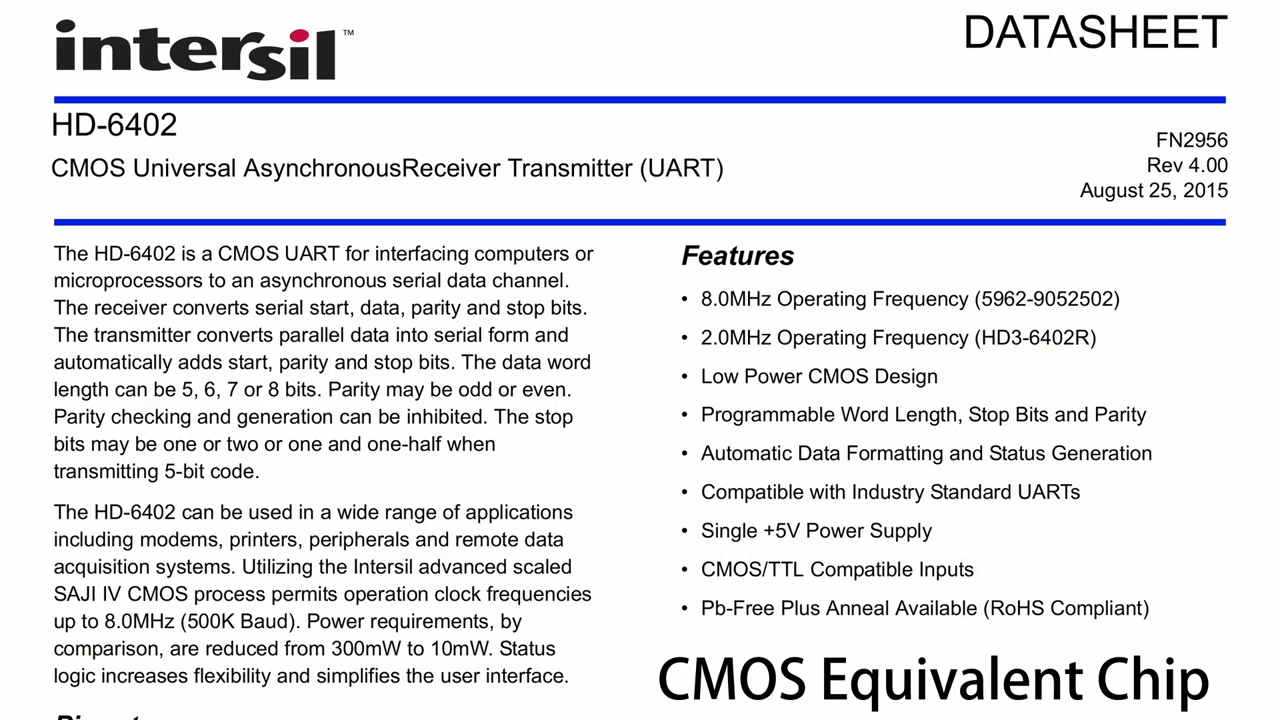 intersil™
DATASHEET
HD-6402
CMOS Universal AsynchronousReceiver Transmitter (UART)
FN2956
Rev 4.00
August 25, 2015
The HD-6402 is a CMOS UART for interfacing computers or
microprocessors to an asynchronous serial data channel.
The receiver converts serial start, data, parity and stop bits.
The transmitter converts parallel data into serial form and
automatically adds start, parity and stop bits. The data word
length can be 5, 6, 7 or 8 bits. Parity may be odd or even.
Parity checking and generation can be inhibited. The stop
bits may be one or two or one and one-half when
transmitting 5-bit code.
The HD-6402 can be used in a wide range of applications
including modems, printers, peripherals and remote data
acquisition systems. Utilizing the Intersil advanced scaled
SAJI IV CMOS process permits operation clock frequencies
up to 8.0MHz (500K Baud). Power requirements, by
comparison, are reduced from 300mW to 10mW. Status
logic increases flexibility and simplifies the user interface.
Features
• 8.0MHz Operating Frequency (5962-9052502)
• 2.0MHz Operating Frequency (HD3-6402R)
• Low Power CMOS Design
• Programmable Word Length, Stop Bits and Parity
• Automatic Data Formatting and Status Generation
• Compatible with Industry Standard UARTs
• Single +5V Power Supply
• CMOS/TTL Compatible Inputs
• Pb-Free Plus Anneal Available (RoHS Compliant)
CMOS Equivalent Chip